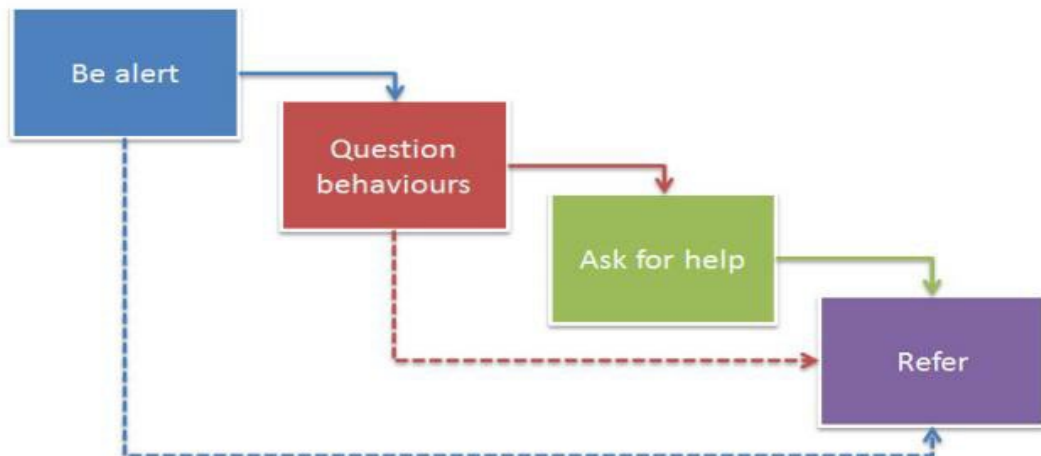 Be alert
Question
behaviours
Ask for help
Refer